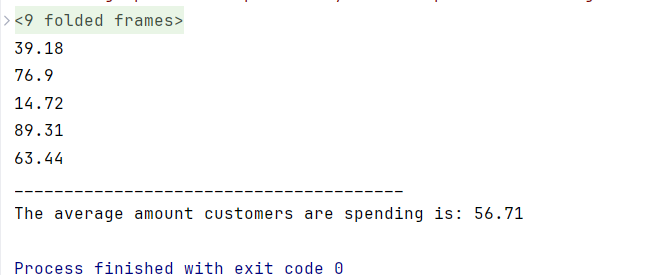 <9 folded frames>
39.18
76.9
14.72
89.31
63.44
_______________________________________
The average amount customers are spending is: 56.71
Process finished with exit code 0